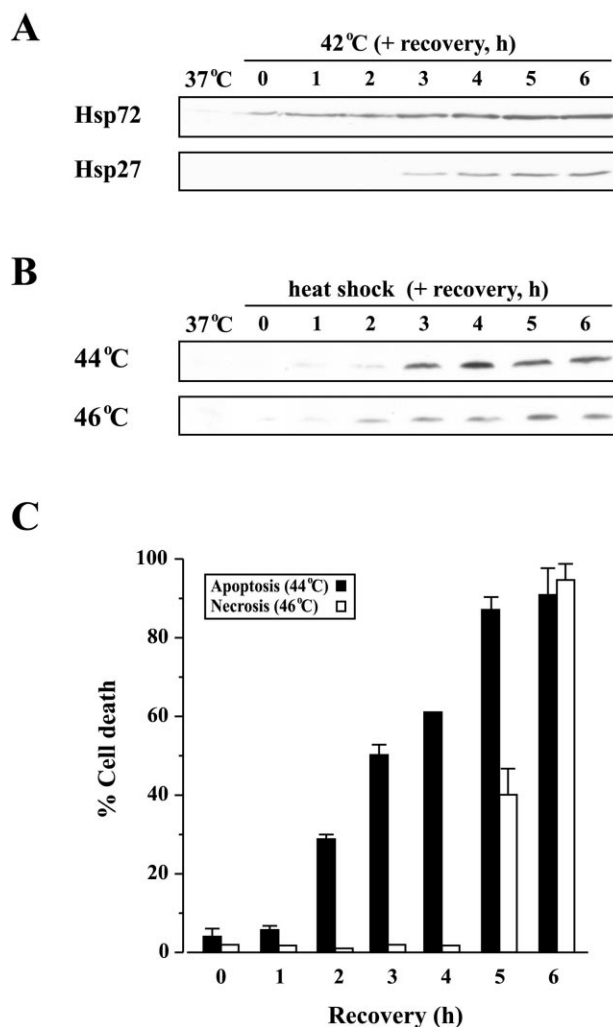 A
42°C (+ recovery, h)
37°C 0 1 2 3 4 5 6
Hsp72
Hsp27
B
heat shock (+ recovery, h)
37°C 0 1 2 3 4 5 6
44°C
46°C
C
100
80
60
40
20
0
% Cell death
Apoptosis (44°C)
Necrosis (46°C)
0 1 2 3 4 5 6
Recovery (h)